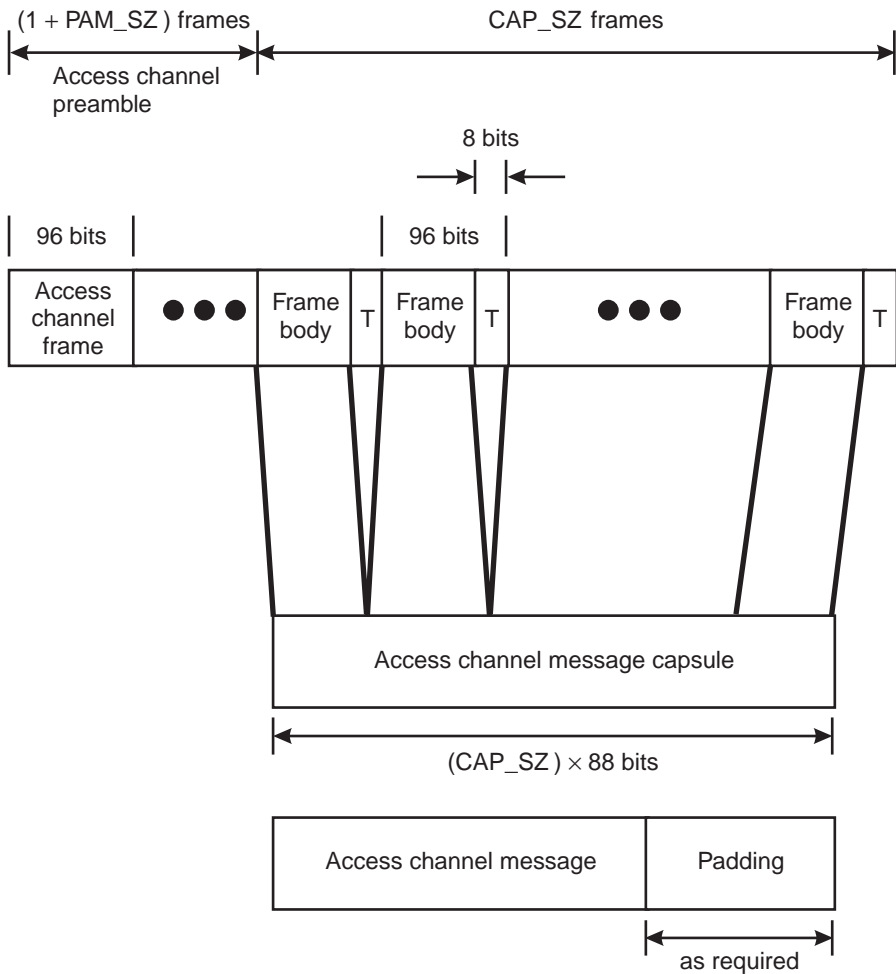 (1 + PAM_SZ ) frames
CAP_SZ frames
Access channel
preamble
8 bits
96 bits
96 bits
Access
channel
frame
Frame
body
T
Frame
body
T
Frame
body
T
Access channel message capsule
(CAP_SZ ) × 88 bits
Access channel message
Padding
as required